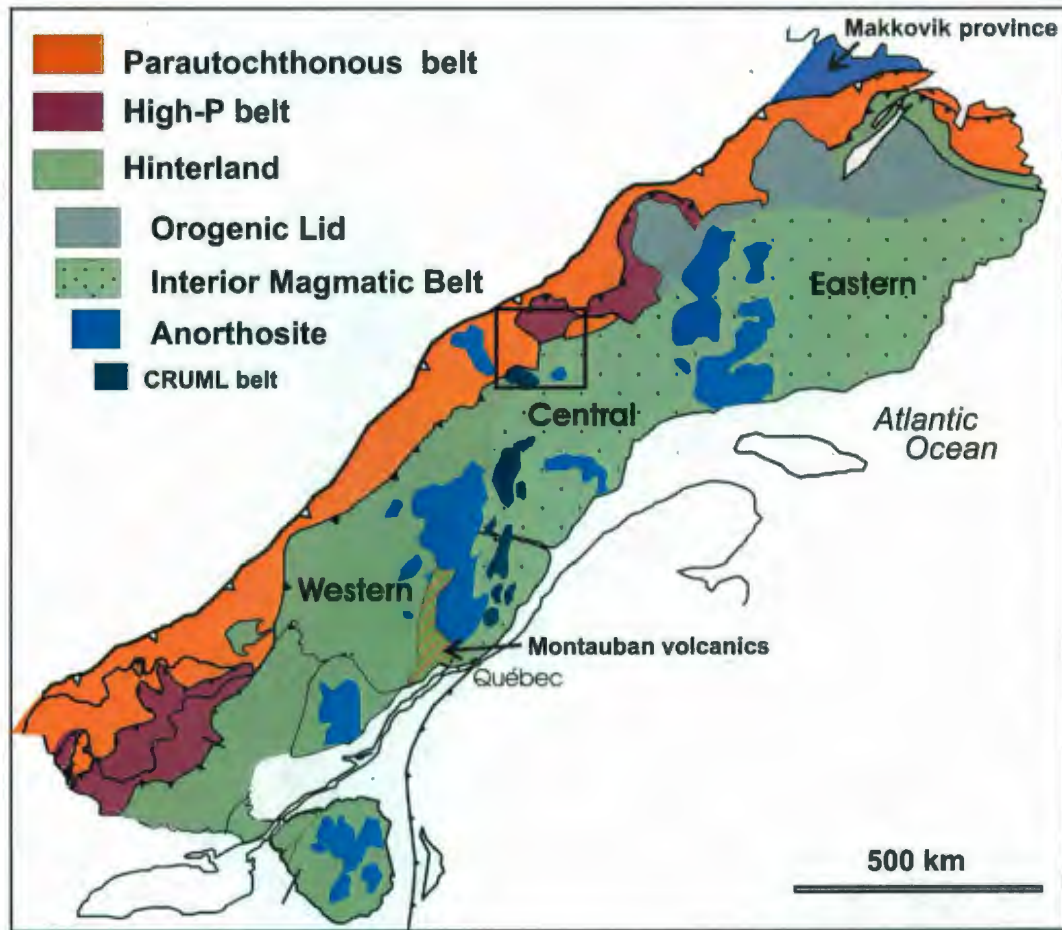 Makkovik province
Parautochthonous belt
High-P belt
Hinterland
Orogenic Lid
Interior Magmatic Belt
Anorthosite
CRUML belt
Eastern
Central
Atlantic
Ocean
Western
Montauban volcanics
Québec
500 km